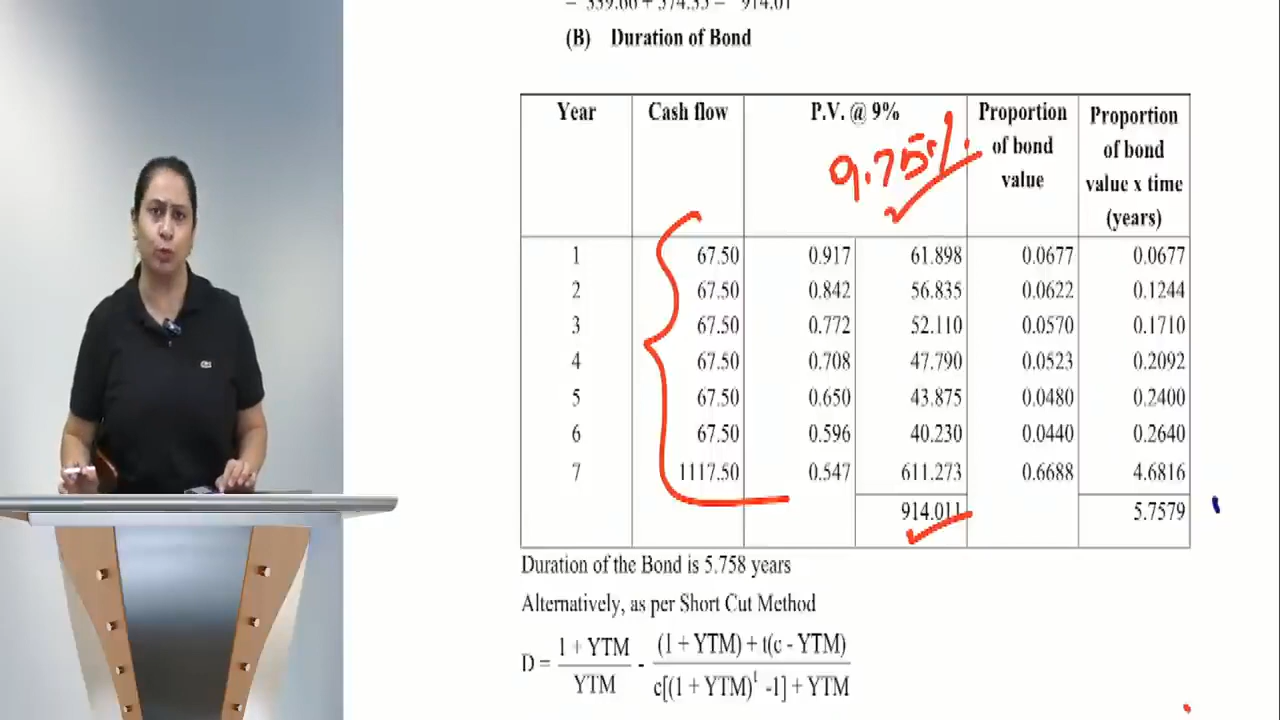 = 339.66 + 574.35 = 914.01
(B) Duration of Bond
Year Cash flow P.V. @ 9% Proportion of bond value Proportion of bond value x time (years)
9.75%
1 67.50 0.917 61.898 0.0677 0.0677
2 67.50 0.842 56.835 0.0622 0.1244
3 67.50 0.772 52.110 0.0570 0.1710
4 67.50 0.708 47.790 0.0523 0.2092
5 67.50 0.650 43.875 0.0480 0.2400
6 67.50 0.596 40.230 0.0440 0.2640
7 1117.50 0.547 611.273 0.6688 4.6816
914.011 5.7579
Duration of the Bond is 5.758 years
Alternatively, as per Short Cut Method
D = (1 + YTM)/YTM - ((1 + YTM) + t(c - YTM))/(c[(1 + YTM)^t -1] + YTM)